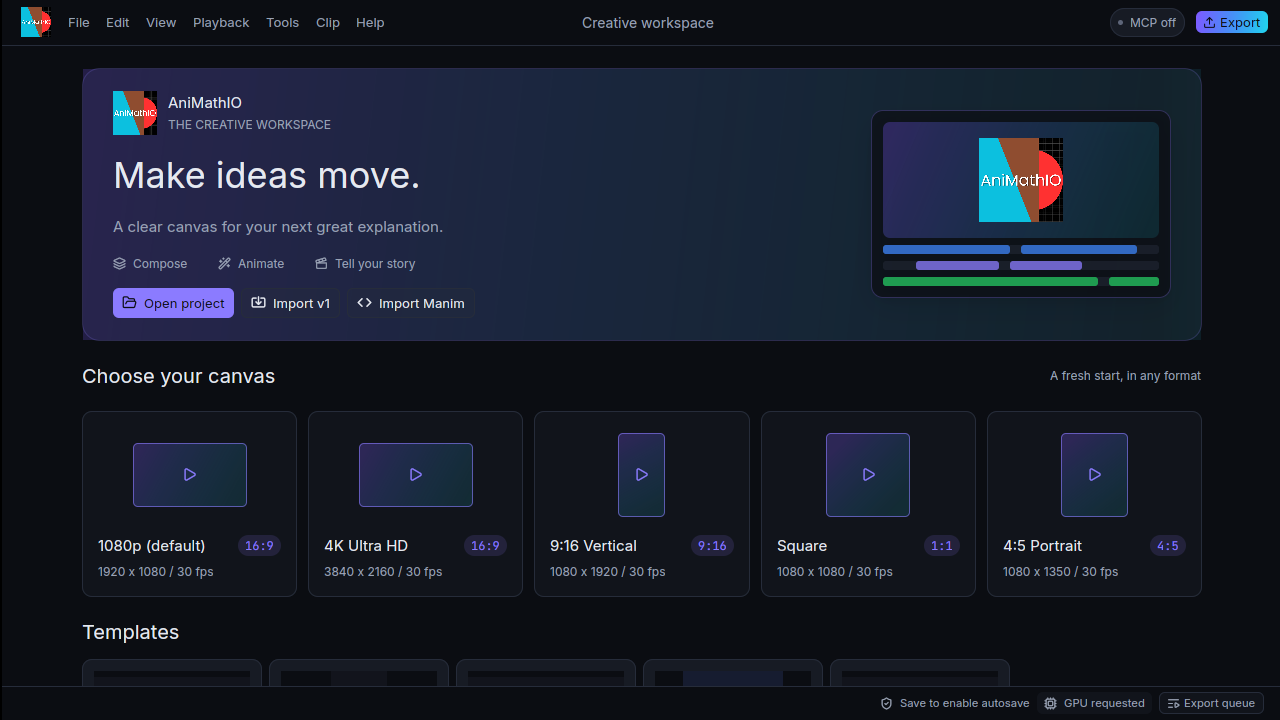 AniMathIO
File Edit View Playback Tools Clip Help
Creative workspace
MCP off
Export
AniMathIO
AniMathIO
THE CREATIVE WORKSPACE
Make ideas move.
A clear canvas for your next great explanation.
Compose
Animate
Tell your story
Open project
Import v1
Import Manim
AniMathIO
Choose your canvas
A fresh start, in any format
1080p (default)
16:9
1920 x 1080 / 30 fps
4K Ultra HD
16:9
3840 x 2160 / 30 fps
9:16 Vertical
9:16
1080 x 1920 / 30 fps
Square
1:1
1080 x 1080 / 30 fps
4:5 Portrait
4:5
1080 x 1350 / 30 fps
Templates
Save to enable autosave
GPU requested
Export queue